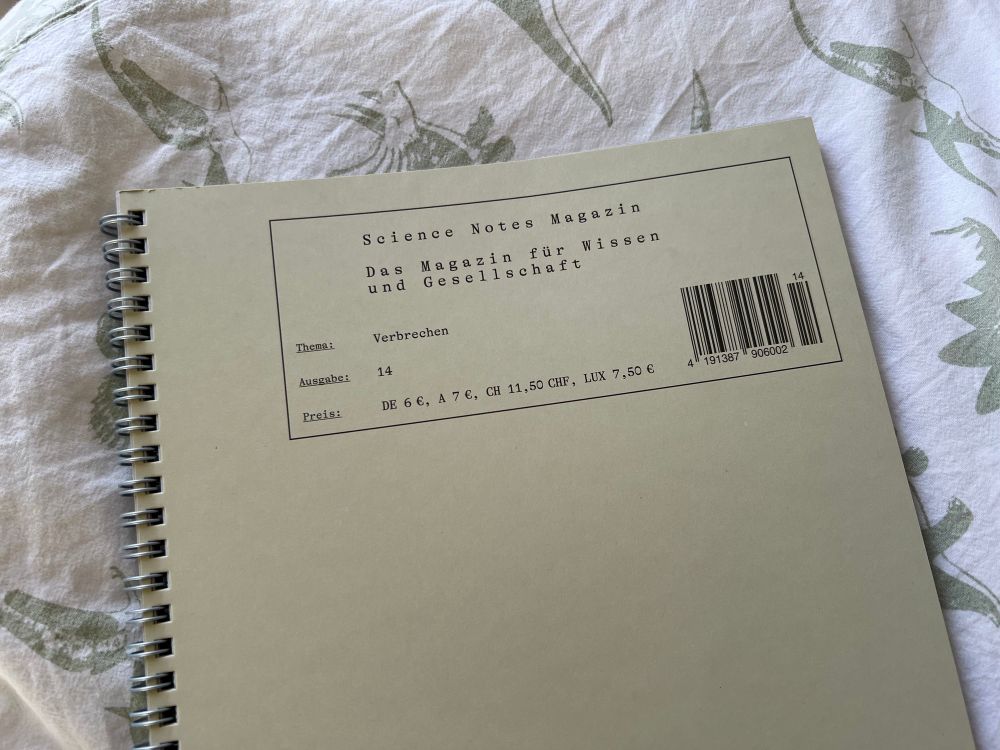 Science Notes Magazin
Das Magazin für Wissen
und Gesellschaft
Thema: Verbrechen
Ausgabe: 14
Preis: DE 6 €, A 7 €, CH 11,50 CHF, LUX 7,50 €
14
4 191387 906002